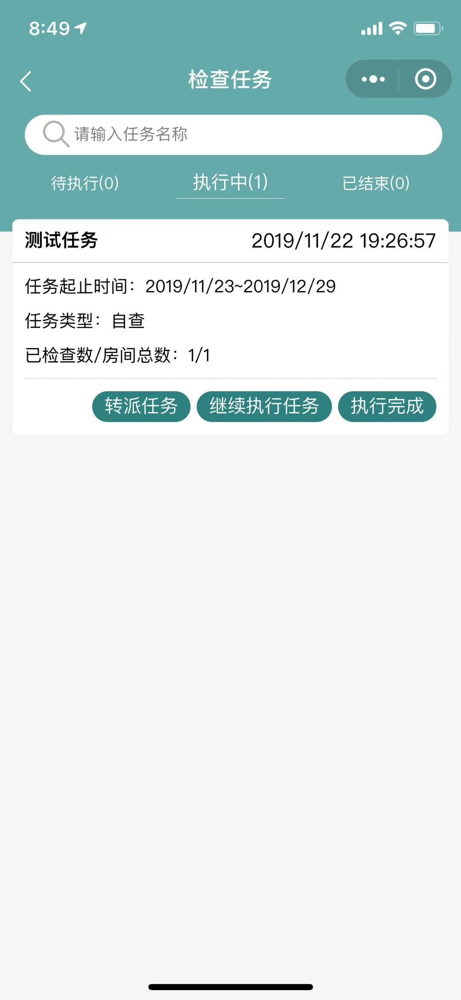 8:49
检查任务
请输入任务名称
待执行(0) 执行中(1) 已结束(0)
测试任务 2019/11/22 19:26:57
任务起止时间：2019/11/23~2019/12/29
任务类型：自查
已检查数/房间总数：1/1
转派任务 继续执行任务 执行完成